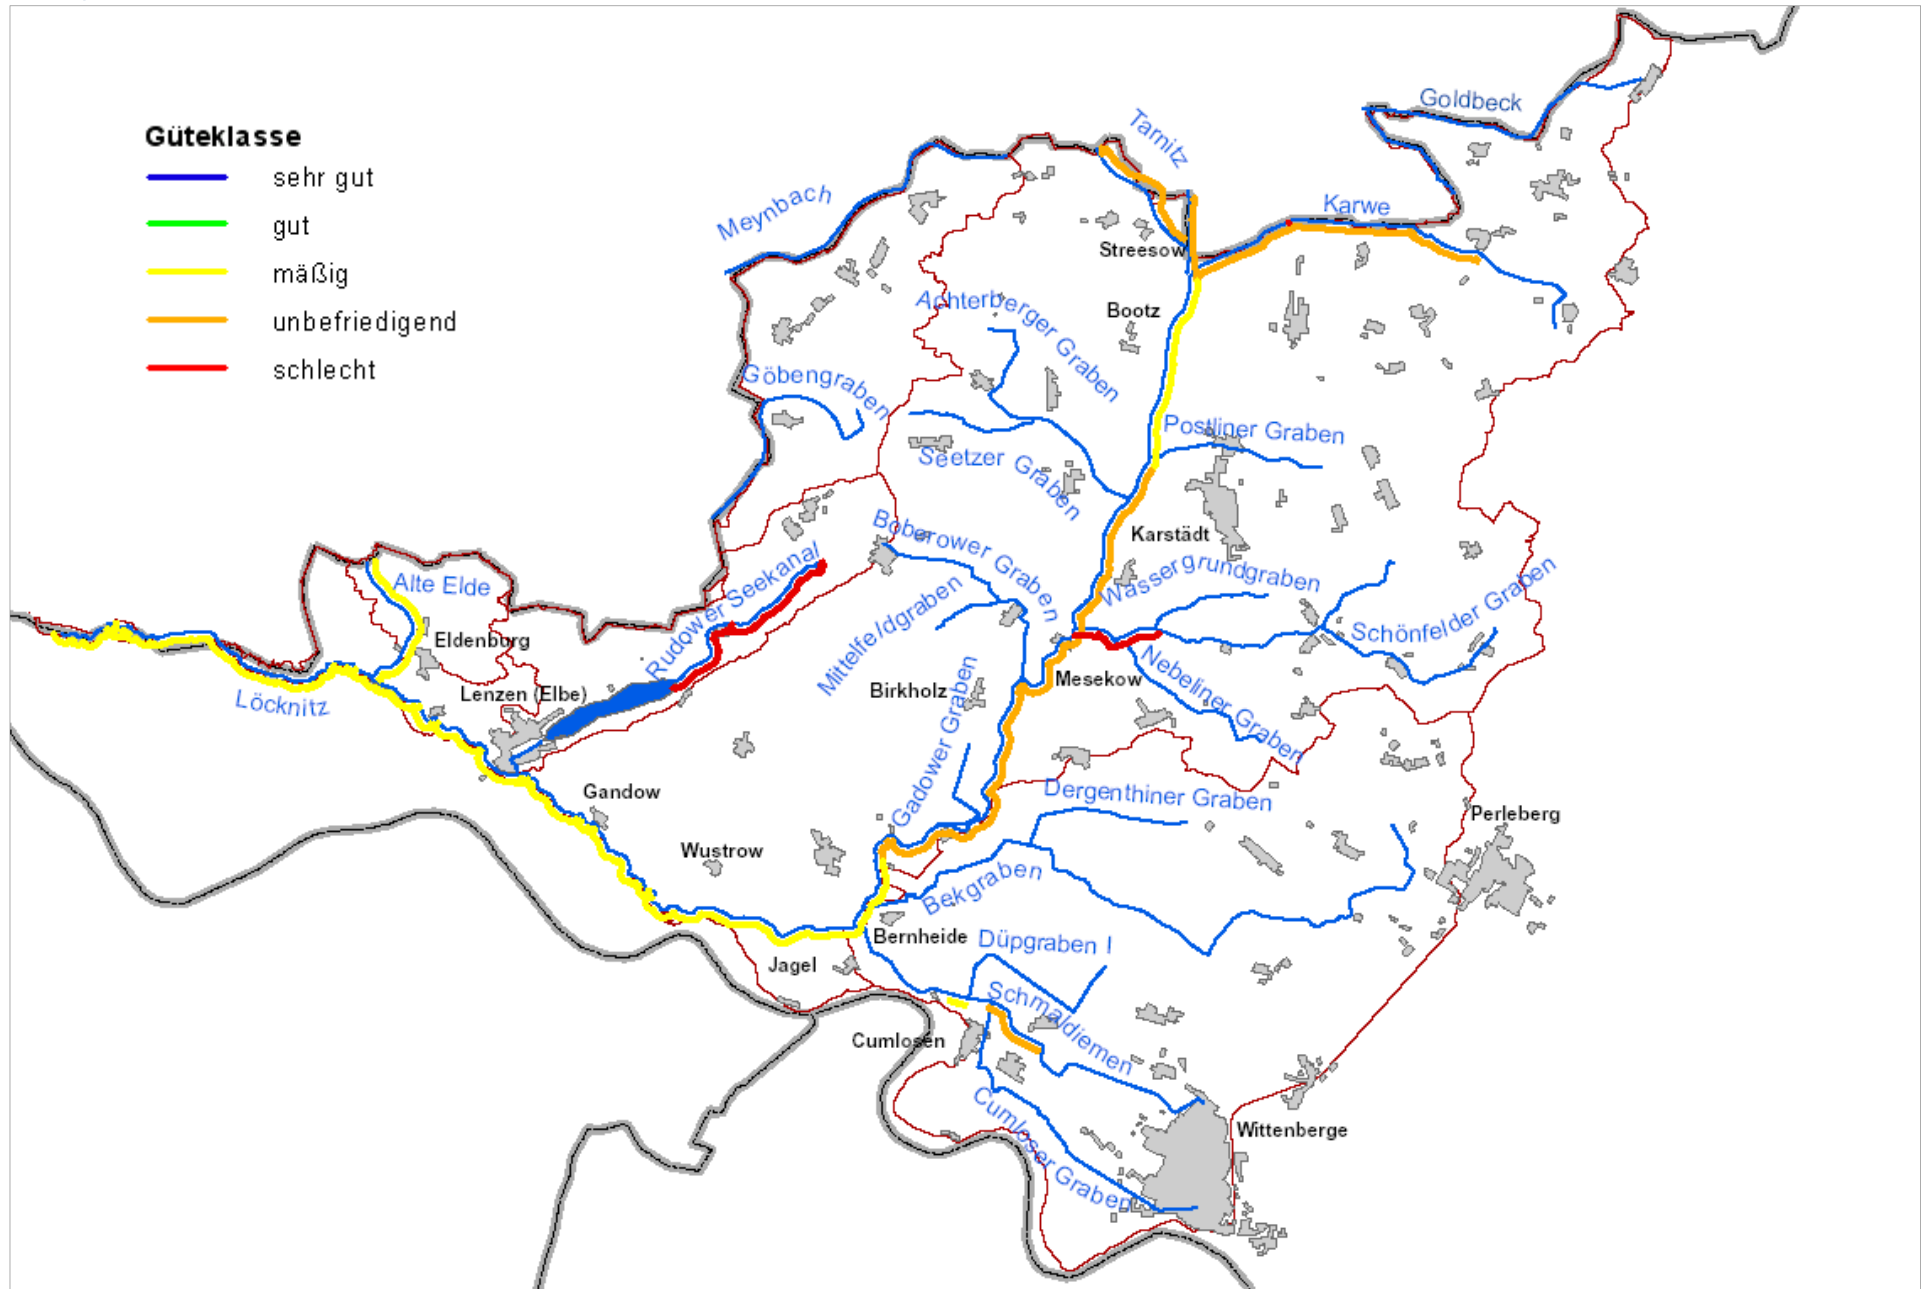 Güteklasse
sehr gut
gut
mäßig
unbefriedigend
schlecht
Goldbeck
Tarnitz
Meynbach
Karwe
Streesow
Achterberger Graben
Bootz
Göbengraben
Postliner Graben
Seetzer Graben
Boberower Graben
Karstädt
Wassergrundgraben
Rudower Seekanal
Alte Elde
Mittelfeldgraben
Schönfelder Graben
Eldenburg
Nebeliner Graben
Mesekow
Birkholz
Lenzen (Elbe)
Löcknitz
Gadower Graben
Gandow
Dergenthiner Graben
Perleberg
Wustrow
Bekgraben
Bernheide
Düpgraben I
Jagel
Schmaldiemen
Cumlosen
Cumloser Graben
Wittenberge